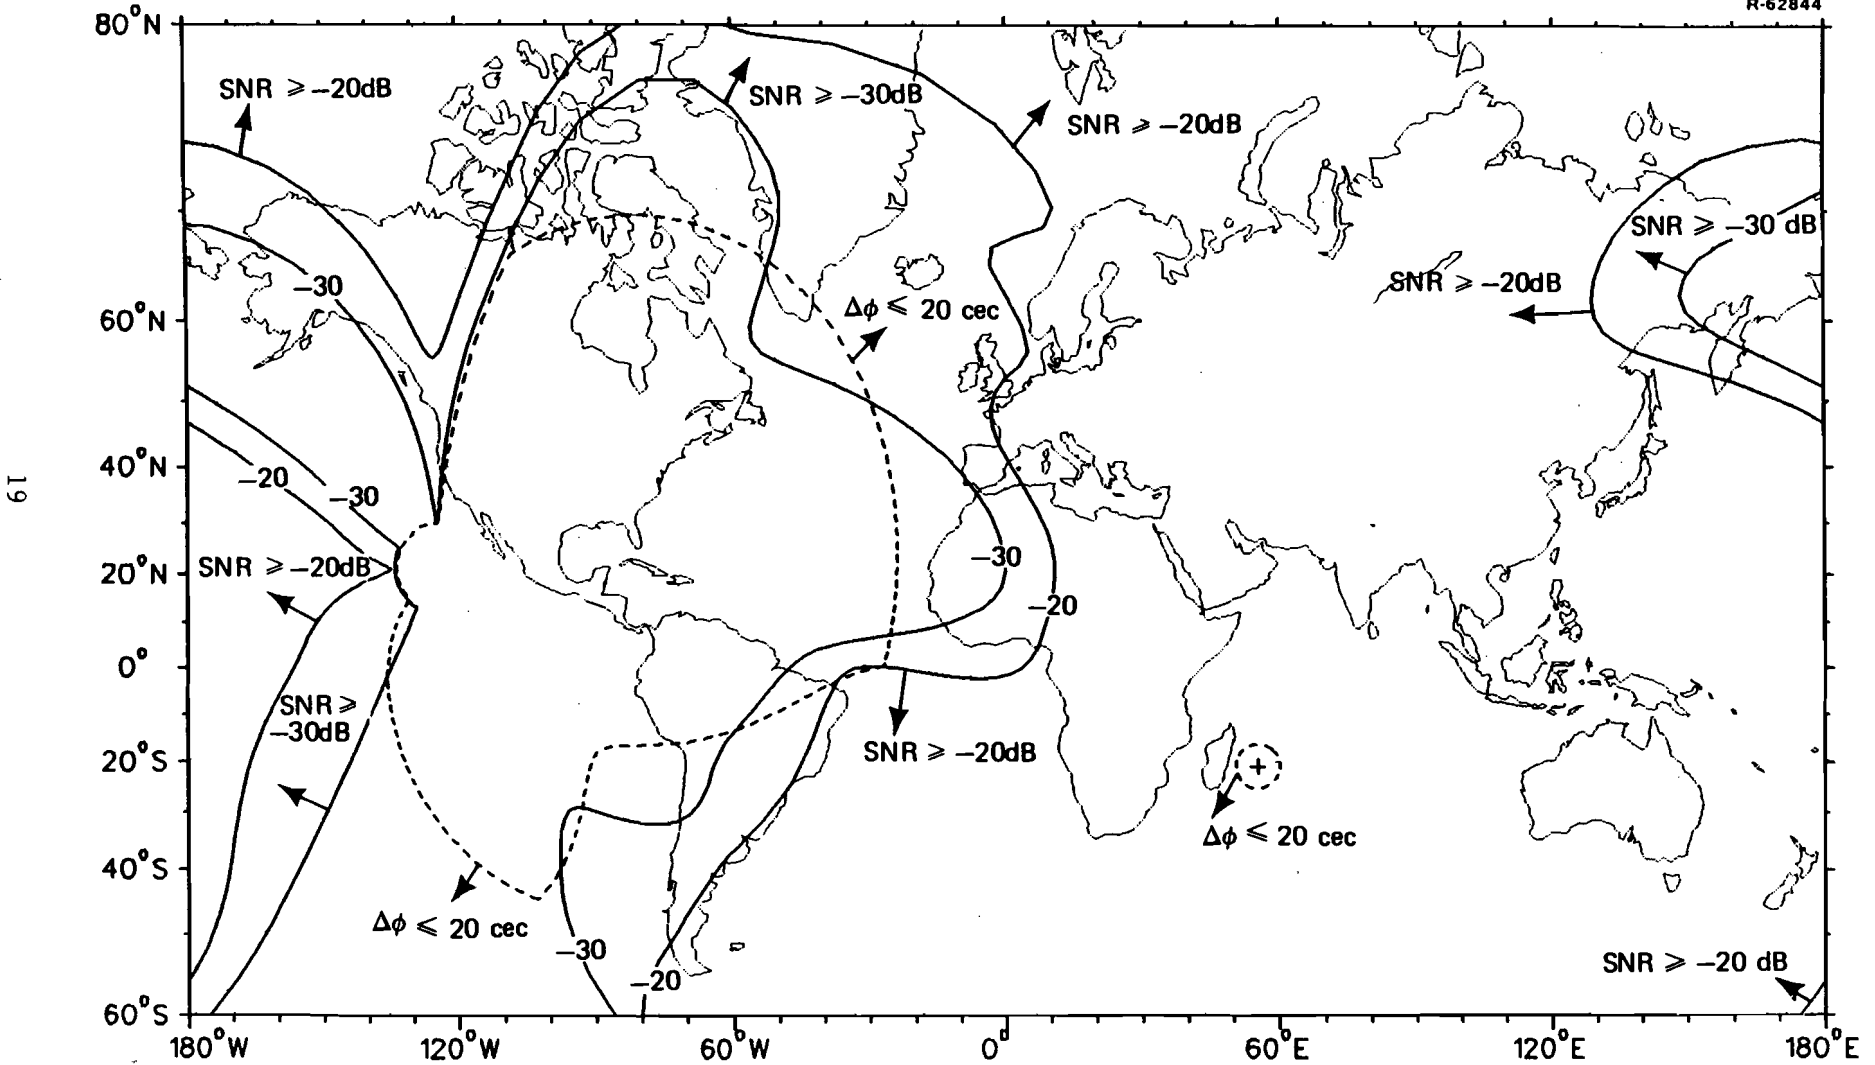 R-62844
80°N
SNR ⩾ −20dB
SNR ⩾ −30dB
SNR ⩾ −20dB
SNR ⩾ −30 dB
SNR ⩾ −20dB
−30
Δϕ ⩽ 20 cec
60°N
40°N
−20
−30
19
−30
SNR ⩾ −20dB
20°N
−20
0°
SNR ⩾
−30dB
SNR ⩾ −20dB
+
20°S
Δϕ ⩽ 20 cec
40°S
Δϕ ⩽ 20 cec
−30
−20
SNR ⩾ −20 dB
60°S
180°W
120°W
60°W
0°
60°E
120°E
180°E